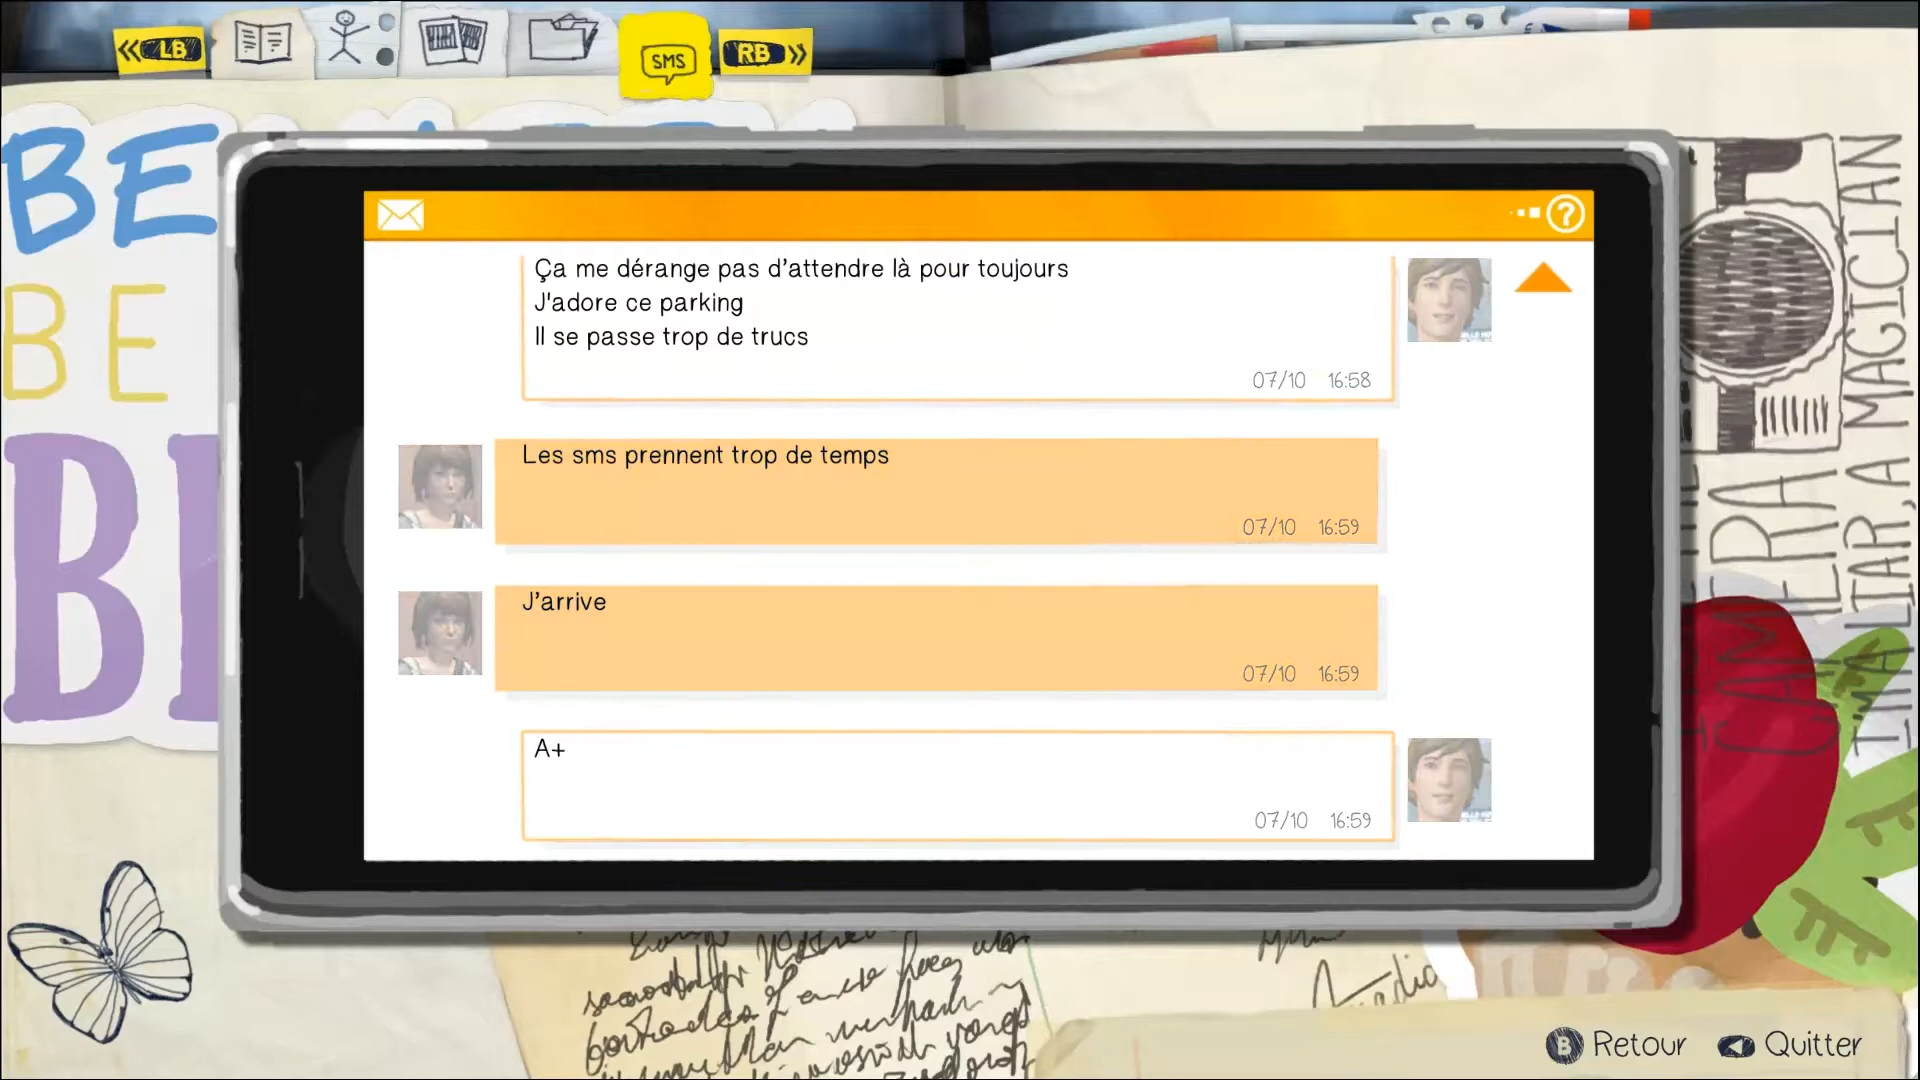 LB
SMS
RB
BE
BE
Ça me dérange pas d’attendre là pour toujours
J'adore ce parking
Il se passe trop de trucs
07/10 16:58
Les sms prennent trop de temps
07/10 16:59
J’arrive
07/10 16:59
A+
07/10 16:59
CAMERA
LIAR, A MAGICIAN
B Retour
Quitter